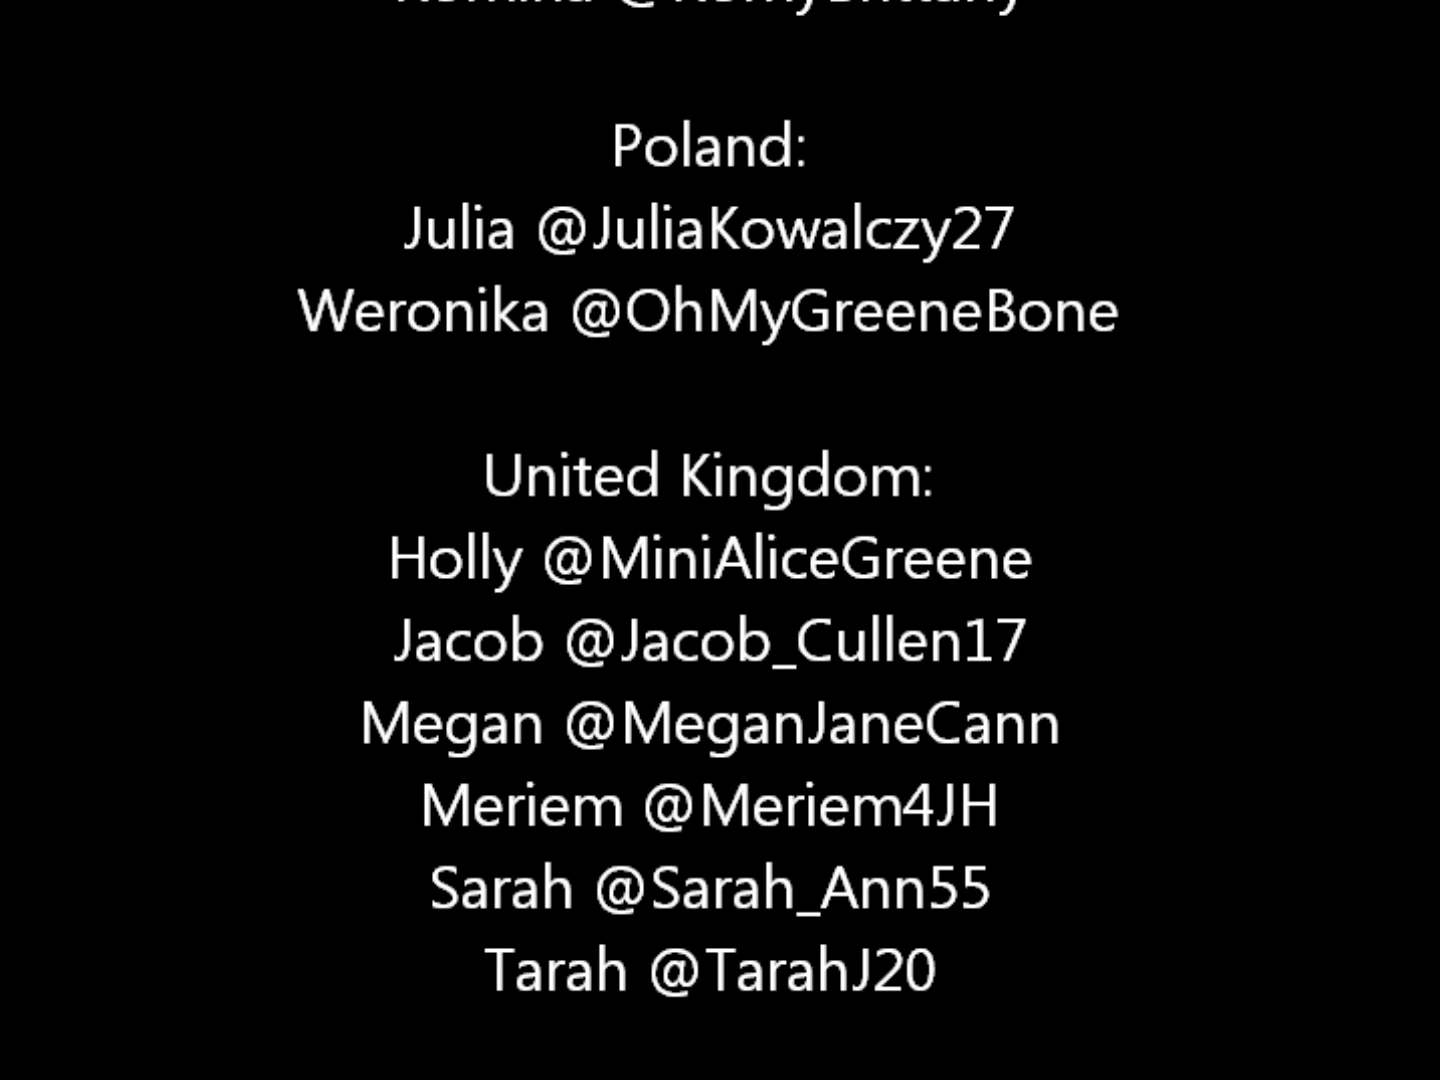 Poland:
Julia @JuliaKowalczy27
Weronika @OhMyGreeneBone
United Kingdom:
Holly @MiniAliceGreene
Jacob @Jacob_Cullen17
Megan @MeganJaneCann
Meriem @Meriem4JH
Sarah @Sarah_Ann55
Tarah @TarahJ20